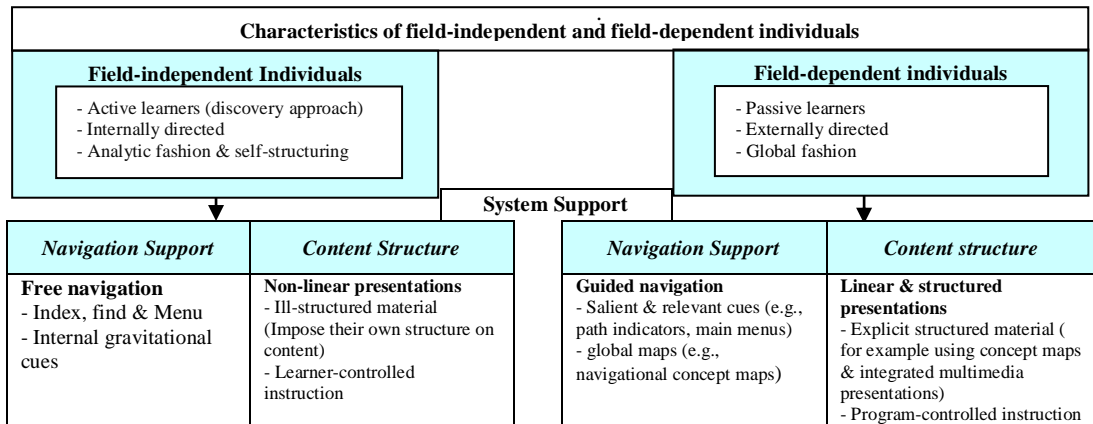 Characteristics of field-independent and field-dependent individuals
Field-independent Individuals
- Active learners (discovery approach)
- Internally directed
- Analytic fashion & self-structuring
Field-dependent individuals
- Passive learners
- Externally directed
- Global fashion
System Support
Navigation Support
Free navigation
- Index, find & Menu
- Internal gravitational
cues
Content Structure
Non-linear presentations
- Ill-structured material
(Impose their own structure on
content)
- Learner-controlled
instruction
Navigation Support
Guided navigation
- Salient & relevant cues (e.g.,
path indicators, main menus)
- global maps (e.g.,
navigational concept maps)
Content structure
Linear & structured
presentations
- Explicit structured material (
for example using concept maps
& integrated multimedia
presentations)
- Program-controlled instruction